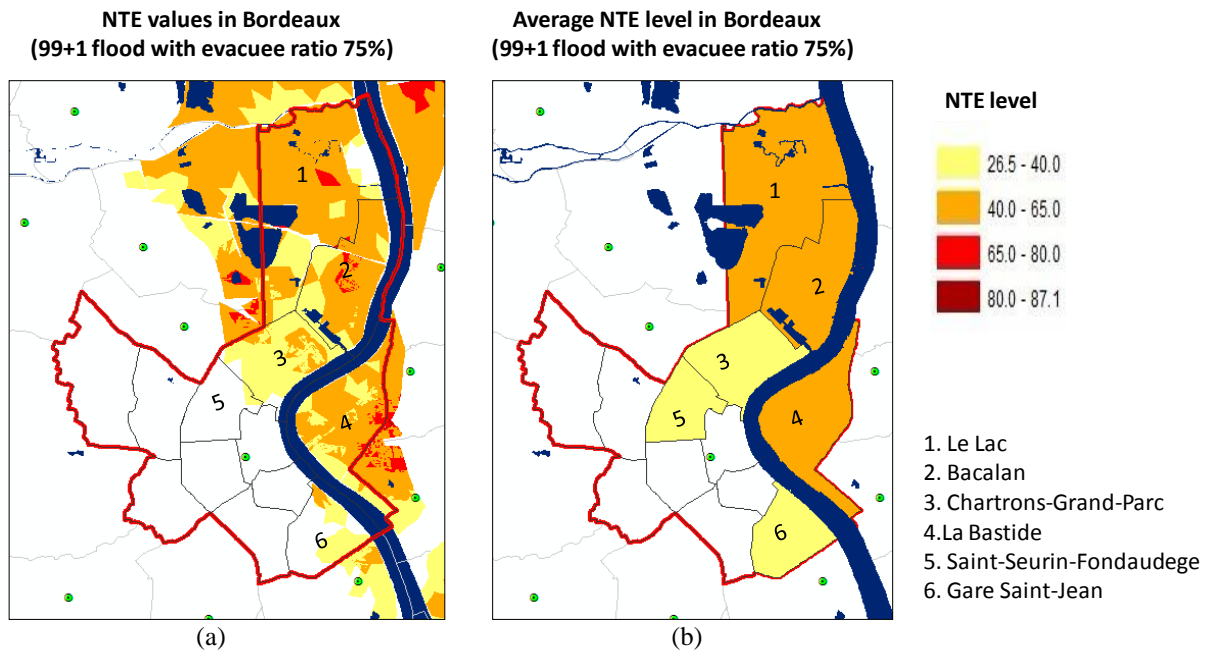 NTE values in Bordeaux
(99+1 flood with evacuee ratio 75%)
Average NTE level in Bordeaux
(99+1 flood with evacuee ratio 75%)
1
2
3
5
4
6
(a)
1
2
3
5
4
6
(b)
NTE level
26.5 - 40.0
40.0 - 65.0
65.0 - 80.0
80.0 - 87.1
1. Le Lac
2. Bacalan
3. Chartrons-Grand-Parc
4.La Bastide
5. Saint-Seurin-Fondaudege
6. Gare Saint-Jean